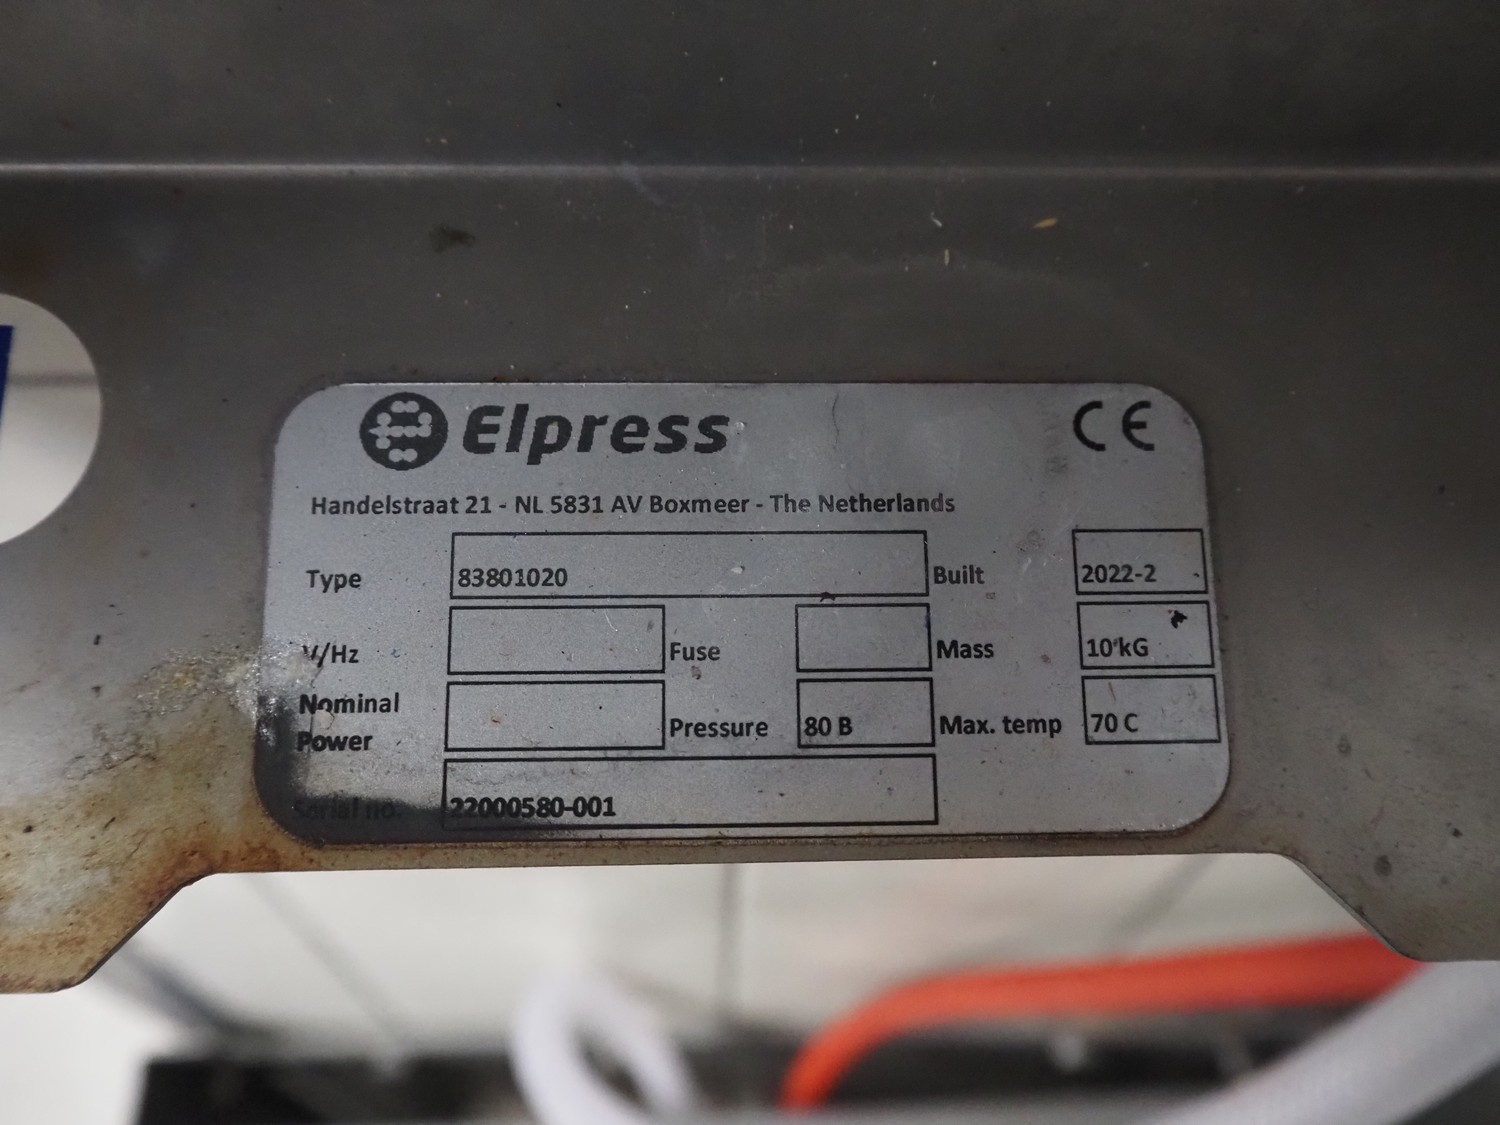 Elpress CE
Handelstraat 21 - NL 5831 AV Boxmeer - The Netherlands
Type 83801020 Built 2022-2
V/Hz Fuse Mass 10 kG
Nominal Power Pressure 80 B Max. temp 70 C
Serial no. 22000580-001